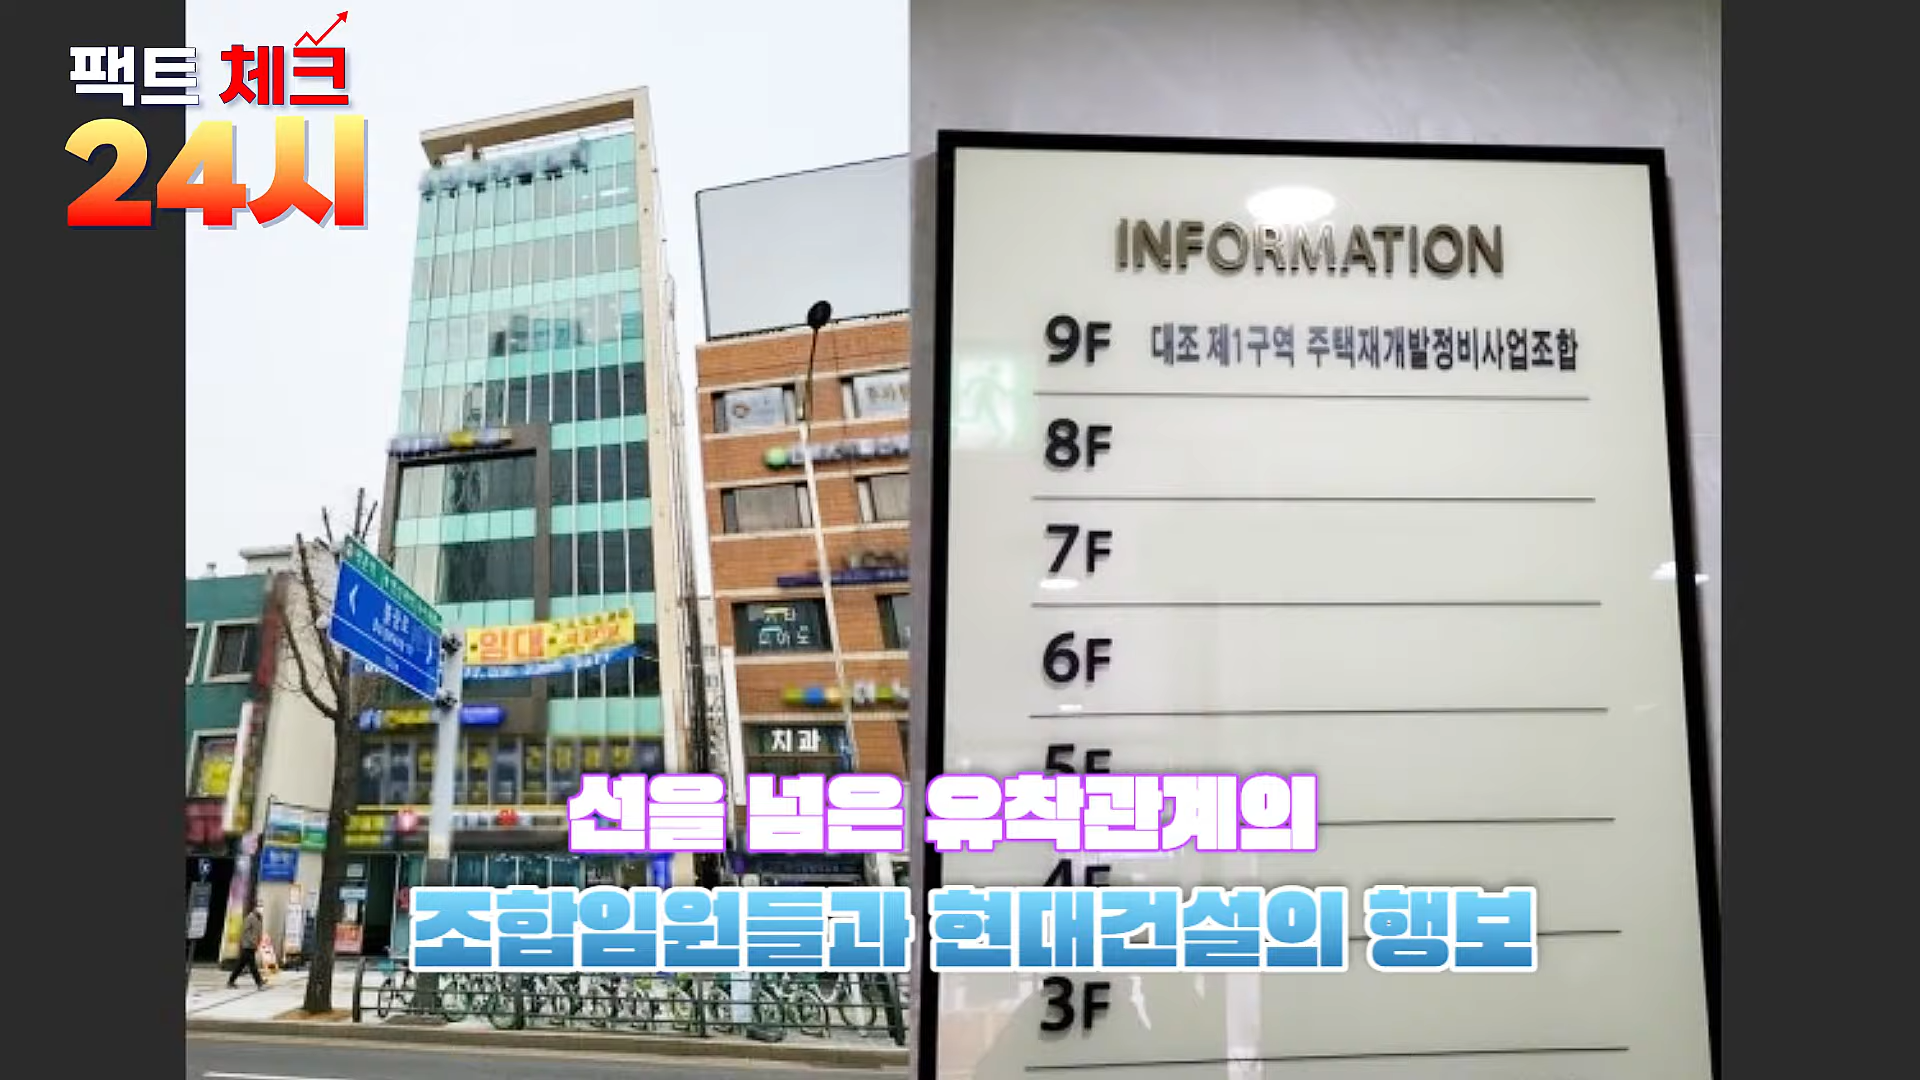 팩트 체크
24시
임대
치과
INFORMATION
9F 대조 제1구역 주택재개발정비사업조합
8F
7F
6F
5F
4F
3F
선을 넘은 유착관계의
조합임원들과 현대건설의 행보